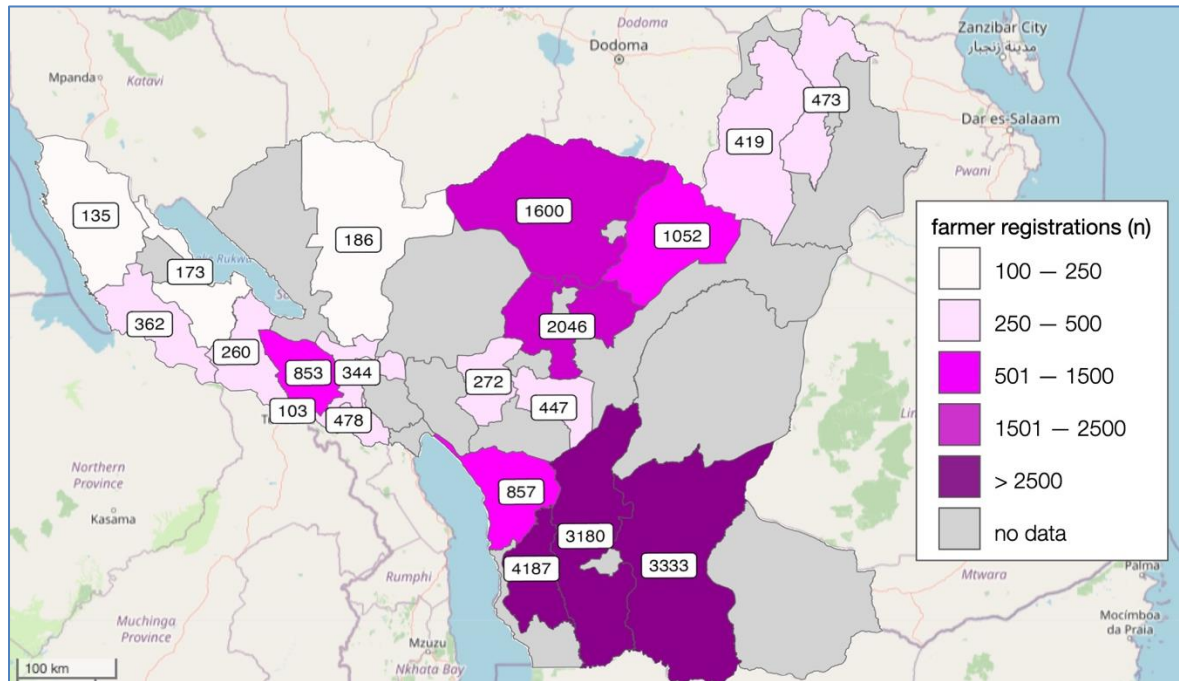 Dodoma
Dodoma
Zanzibar City
مدينة زنجبار
Mpanda
Katavi
473
Dar es-Salaam
419
Pwani
135
1600
1052
186
173
2046
362
260
853
344
272
103
478
447
857
3180
4187
3333
farmer registrations (n)
100 — 250
250 — 500
501 — 1500
1501 — 2500
> 2500
no data
Northern
Province
Kasama
Rumphi
Muchinga
Province
Mzuzu
Nkhata Bay
Mtwara
Palma
Mocímboa
da Praia
100 km